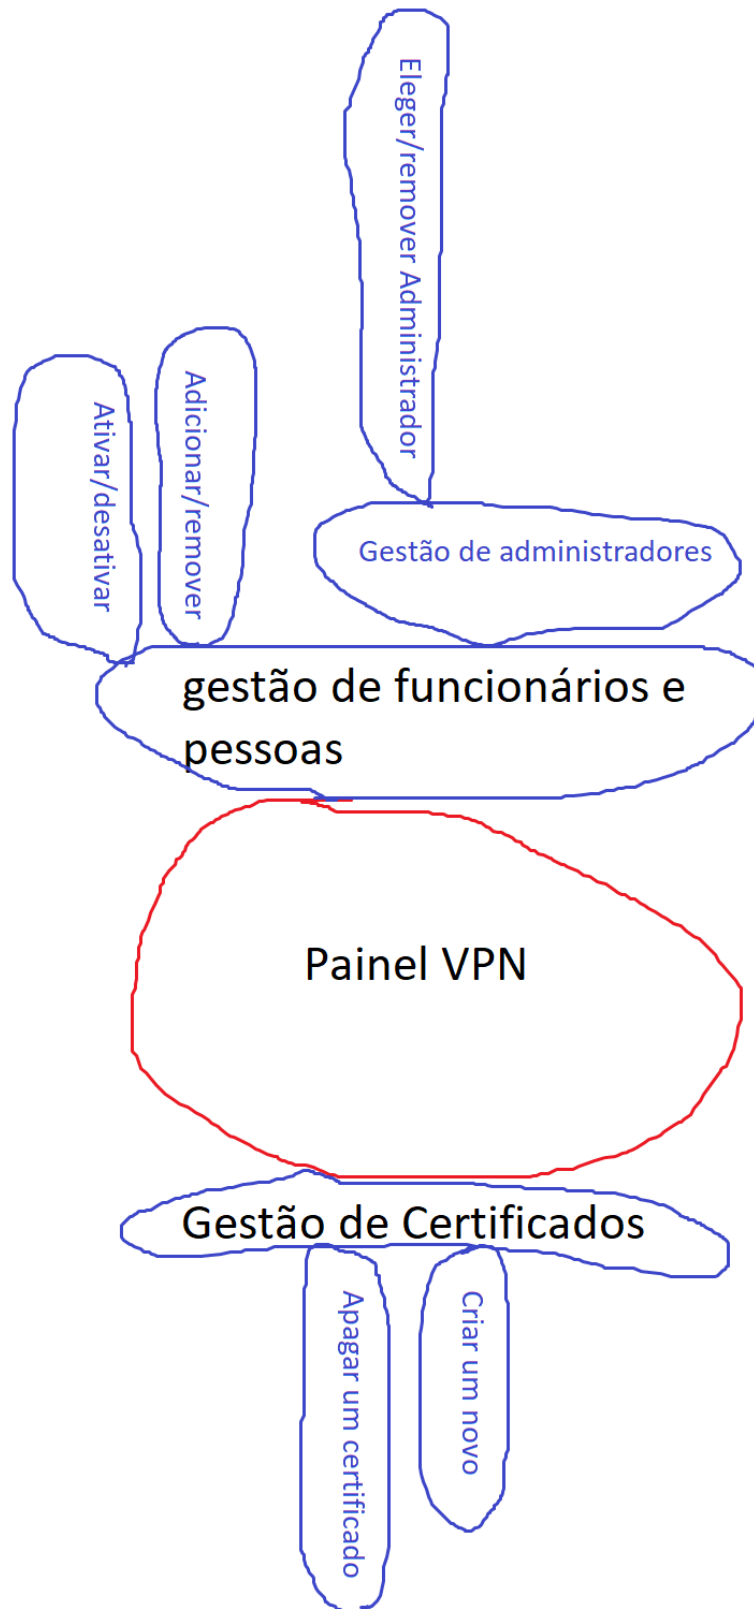 Eleger/remover Administrador
Ativar/desativar
Adicionar/remover
Gestão de administradores
gestão de funcionários e
pessoas
Painel VPN
Gestão de Certificados
Apagar um certificado
Criar um novo